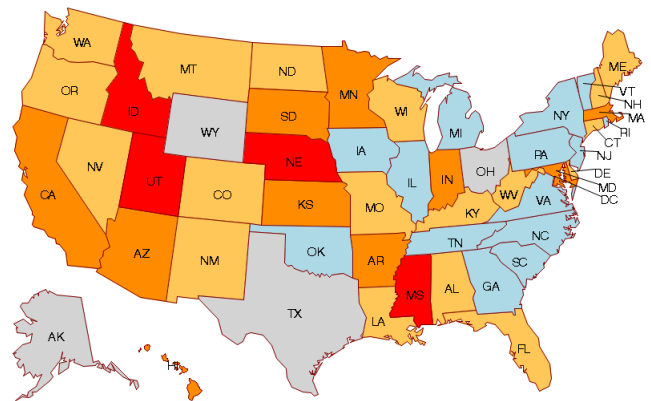 WA
MT
ND
MN
ME
OR
ID
SD
WI
VT
NH
MA
RI
CT
NY
MI
WY
NV
UT
NE
IA
PA
NJ
IL
IN
OH
DE
MD
DC
CA
CO
KS
MO
WV
VA
KY
AZ
NM
OK
AR
TN
NC
SC
MS
AL
GA
TX
LA
FL
AK
HI